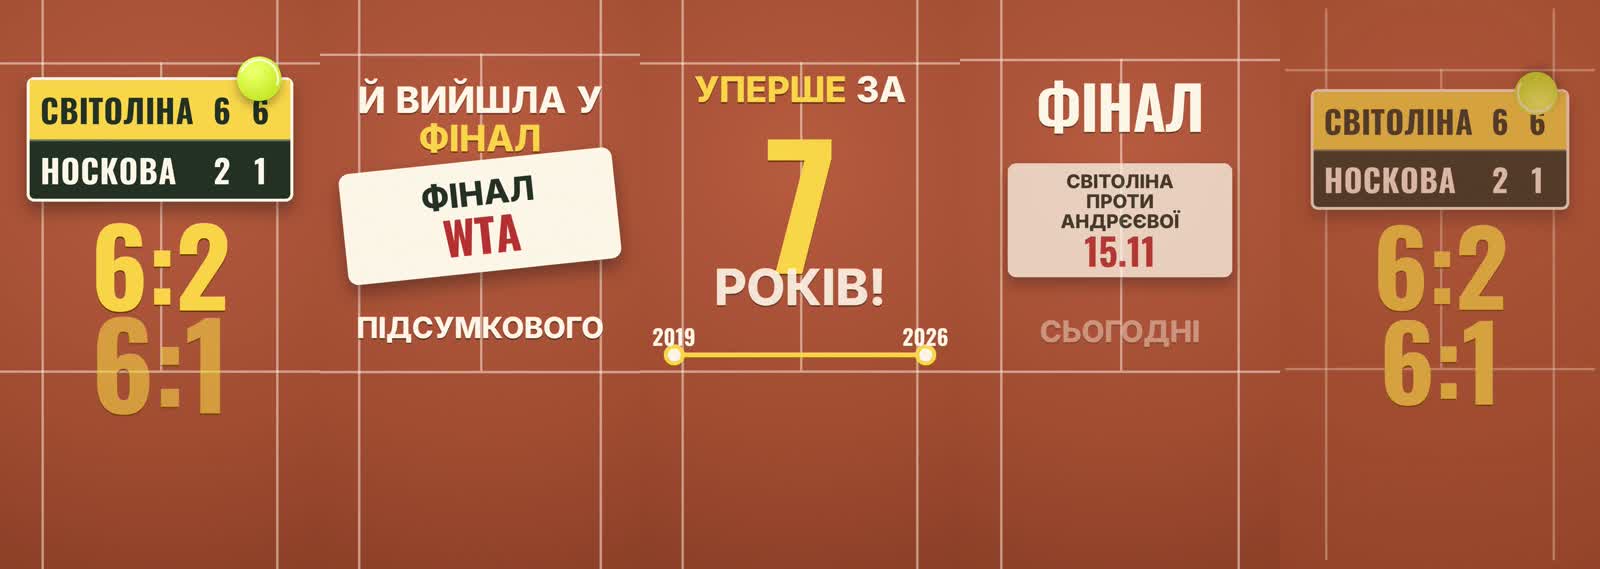 СВІТОЛІНА 6 6
НОСКОВА 2 1
6:2
6:1
Й ВИЙШЛА У
ФІНАЛ
ФІНАЛ
WTA
ПІДСУМКОВОГО
УПЕРШЕ ЗА
7
РОКІВ!
2019 2026
ФІНАЛ
СВІТОЛІНА
ПРОТИ
АНДРЄЄВОЇ
15.11
СЬОГОДНІ
СВІТОЛІНА 6 6
НОСКОВА 2 1
6:2
6:1